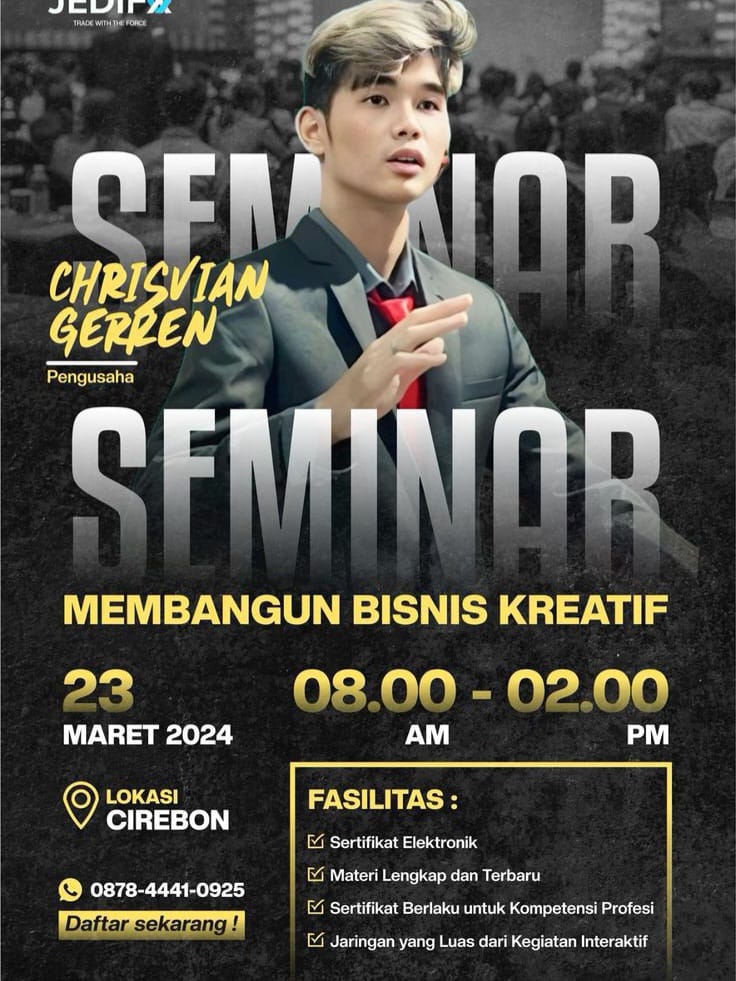 JEDIFX
TRADE WITH THE FORCE
SEMINAR
CHRISVIAN
GERREN
Pengusaha
SEMINAR
MEMBANGUN BISNIS KREATIF
23
MARET 2024
08.00 - 02.00
AM PM
LOKASI
CIREBON
0878-4441-0925
Daftar sekarang !
FASILITAS :
Sertifikat Elektronik
Materi Lengkap dan Terbaru
Sertifikat Berlaku untuk Kompetensi Profesi
Jaringan yang Luas dari Kegiatan Interaktif